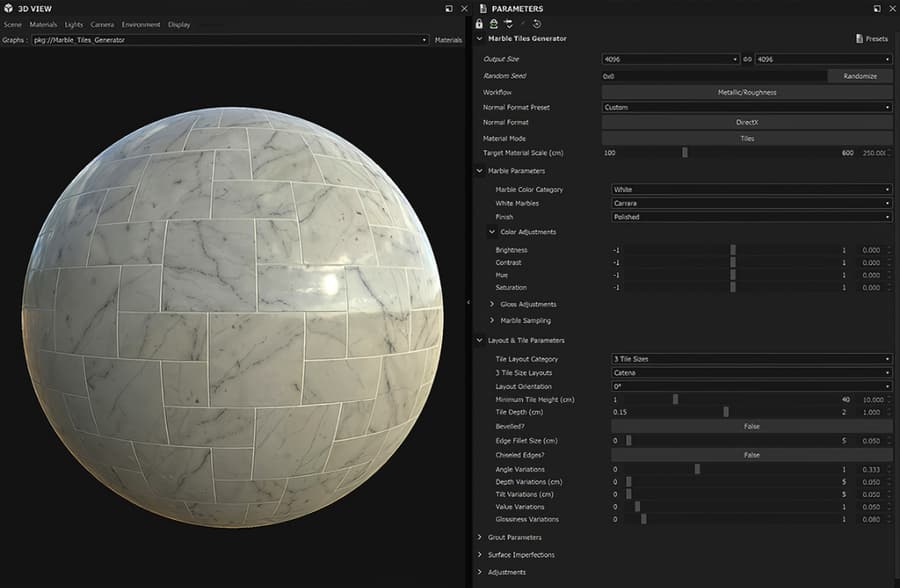 3D VIEW
Scene Materials Lights Camera Environment Display
Graphs : pkg://Marble_Tiles_Generator Materials
PARAMETERS
Marble Tiles Generator Presets
Output Size 4096 4096
Random Seed 0x0 Randomize
Workflow Metallic/Roughness
Normal Format Preset Custom
Normal Format DirectX
Material Mode Tiles
Target Material Scale (cm) 100 600 250.00
Marble Parameters
Marble Color Category White
White Marbles Carrara
Finish Polished
Color Adjustments
Brightness -1 1 0.000
Contrast -1 1 0.000
Hue -1 1 0.000
Saturation -1 1 0.000
Gloss Adjustments
Marble Sampling
Layout & Tile Parameters
Tile Layout Category 3 Tile Sizes
3 Tile Size Layouts Catena
Layout Orientation 0°
Minimum Tile Height (cm) 1 40 10.000
Tile Depth (cm) 0.15 2 1.000
Bevelled? False
Edge Fillet Size (cm) 0 5 0.050
Chiseled Edges? False
Angle Variations 0 1 0.333
Depth Variations (cm) 0 5 0.050
Tilt Variations (cm) 0 5 0.050
Value Variations 0 1 0.050
Glossiness Variations 0 1 0.080
Grout Parameters
Surface Imperfections
Adjustments